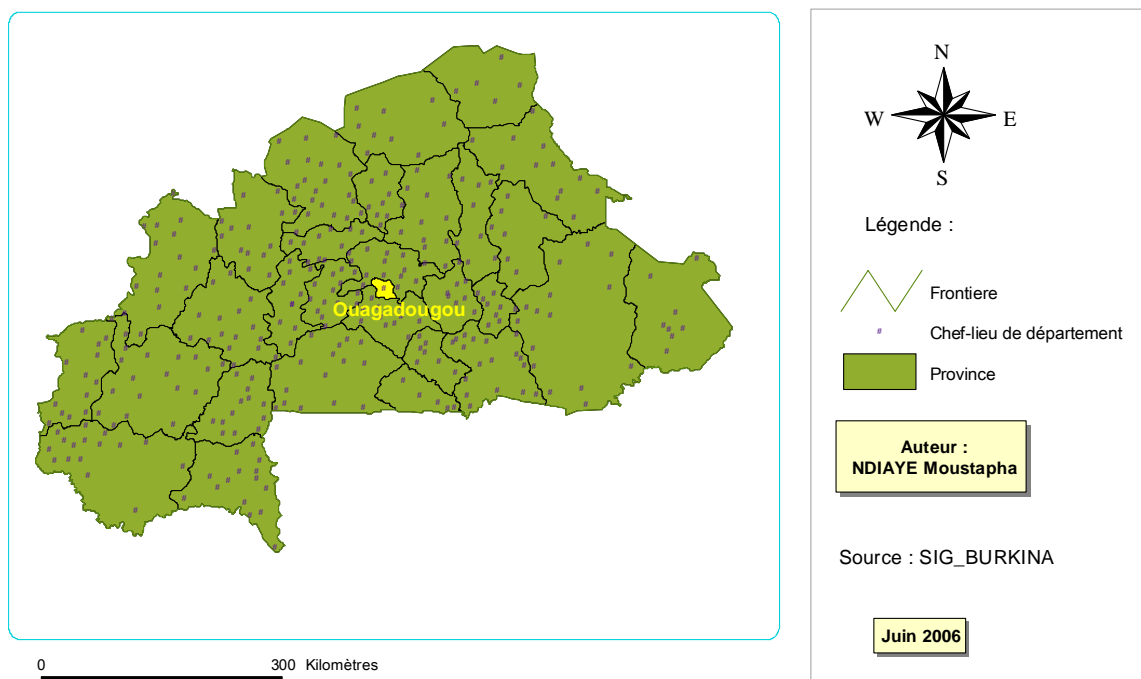 Ouagadougou
0 300 Kilomètres
N
W E
S
Légende :
Frontiere
Chef-lieu de département
Province
Auteur :
NDIAYE Moustapha
Source : SIG_BURKINA
Juin 2006